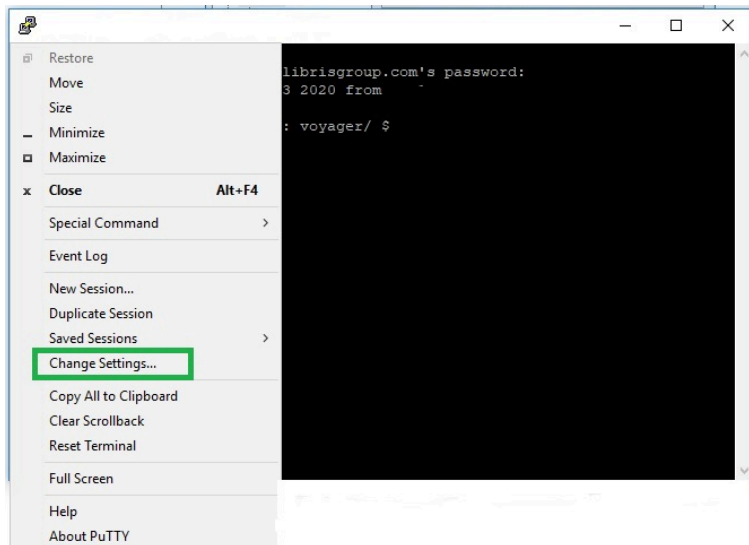 Restore
Move
Size
Minimize
Maximize
x Close Alt+F4
Special Command >
Event Log
New Session...
Duplicate Session
Saved Sessions >
Change Settings...
Copy All to Clipboard
Clear Scrollback
Reset Terminal
Full Screen
Help
About PuTTY
librisgroup.com's password:
3 2020 from
: voyager/ $